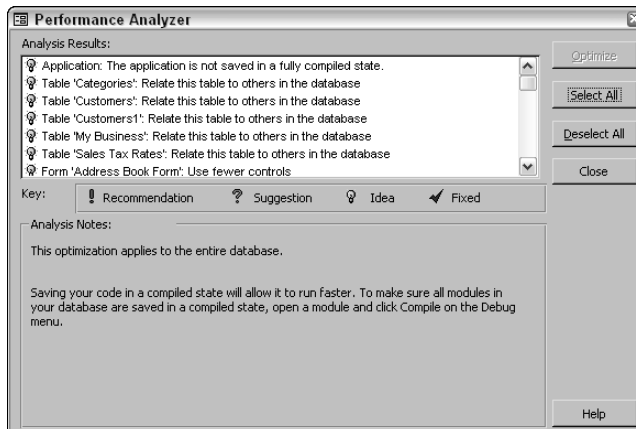 Performance Analyzer
Analysis Results:
Application: The application is not saved in a fully compiled state.
Table 'Categories': Relate this table to others in the database
Table 'Customers': Relate this table to others in the database
Table 'Customers1': Relate this table to others in the database
Table 'My Business': Relate this table to others in the database
Table 'Sales Tax Rates': Relate this table to others in the database
Form 'Address Book Form': Use fewer controls
Optimize
Select All
Deselect All
Close
Key: Recommendation Suggestion Idea Fixed
Analysis Notes:
This optimization applies to the entire database.
Saving your code in a compiled state will allow it to run faster. To make sure all modules in
your database are saved in a compiled state, open a module and click Compile on the Debug
menu.
Help